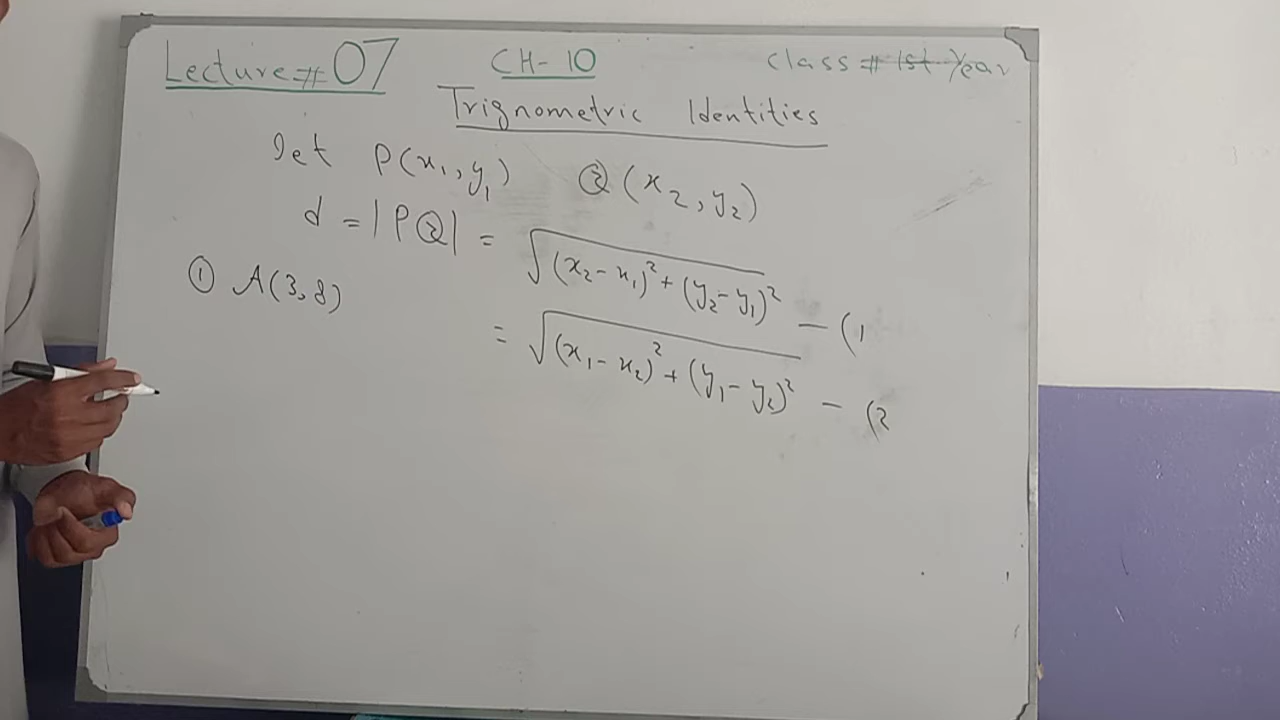 Lecture # 07 CH-10 Class # 1st Year
Trignometric Identities
let P(x₁,y₁) Q(x₂,y₂)
d = |PQ| = √(x₂-x₁)²+(y₂-y₁)² — (1
① A(3,8)
= √(x₁-x₂)²+(y₁-y₂)² — (2